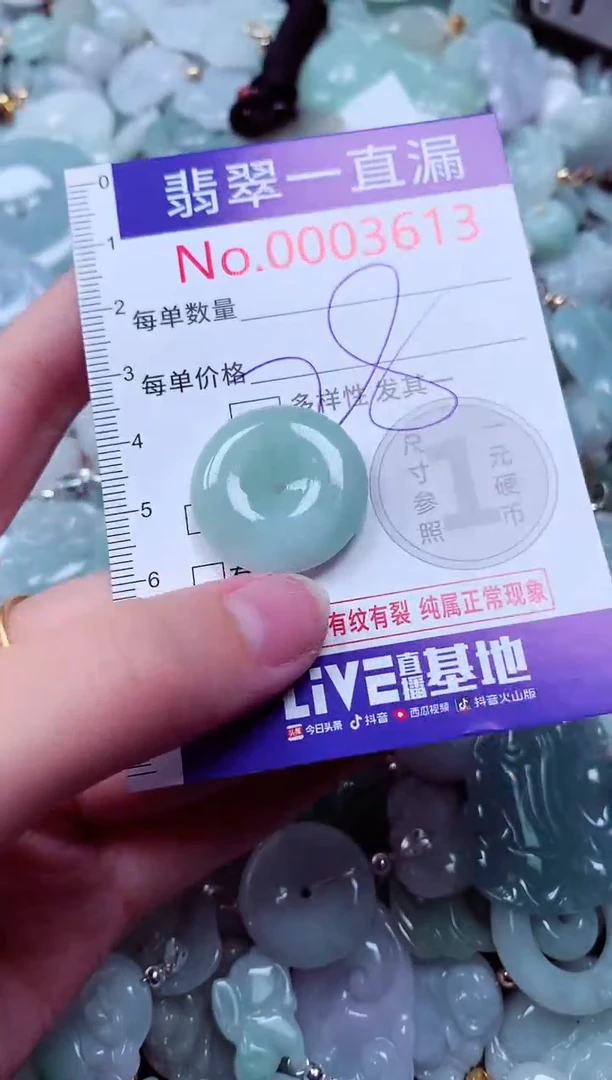 0
翡翠一直漏
1
No.0003613
2
每单数量
3
每单价格
多样性 发其
4
1
尺寸参照
一元硬币
5
6
有纹有裂 纯属正常现象
LiVE直播基地
头条 今日头条 抖音 西瓜视频 抖音火山版